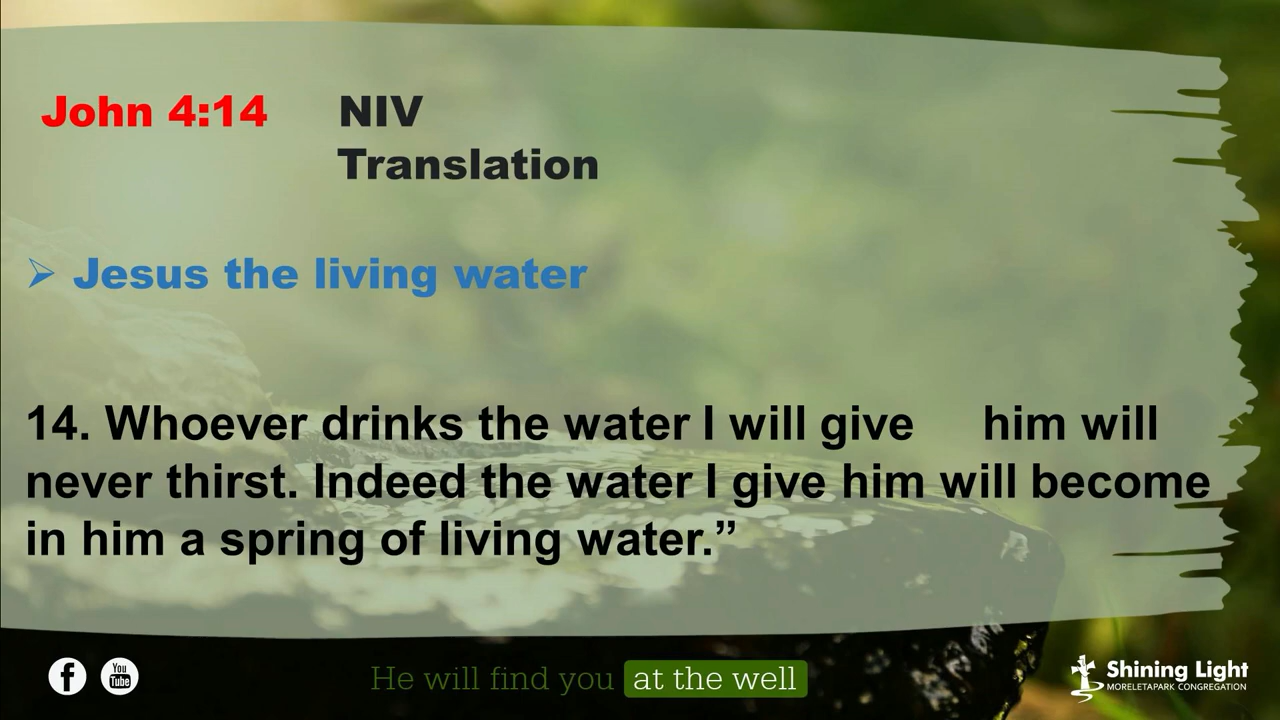 John 4:14 NIV
Translation
➢ Jesus the living water
14. Whoever drinks the water I will give him will
never thirst. Indeed the water I give him will become
in him a spring of living water.”
f You
Tube
He will find you at the well
Shining Light
MORELETAPARK CONGREGATION